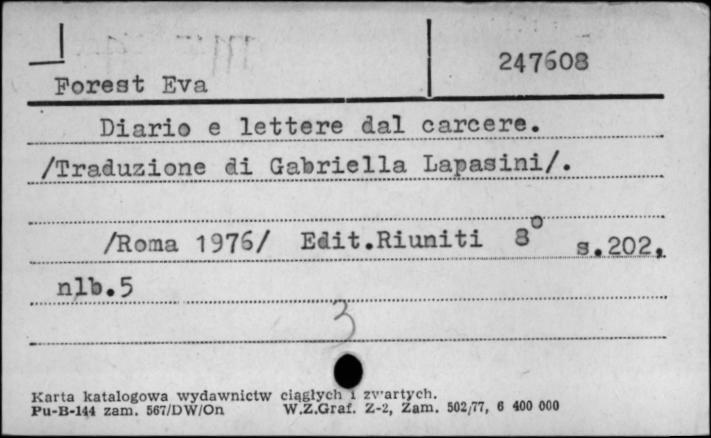 247608
Forest Eva
Diario e lettere dal carcere.
/Traduzione di Gabriella Lapasini/.
/Roma 1976/ Edit.Riuniti 8° s.202,
nlb.5
3
Karta katalogowa wydawnictw ciągłych i zwartych.
Pu-B-144 zam. 567/DW/On W.Z.Graf. Z-2, Zam. 502/77, 6 400 000